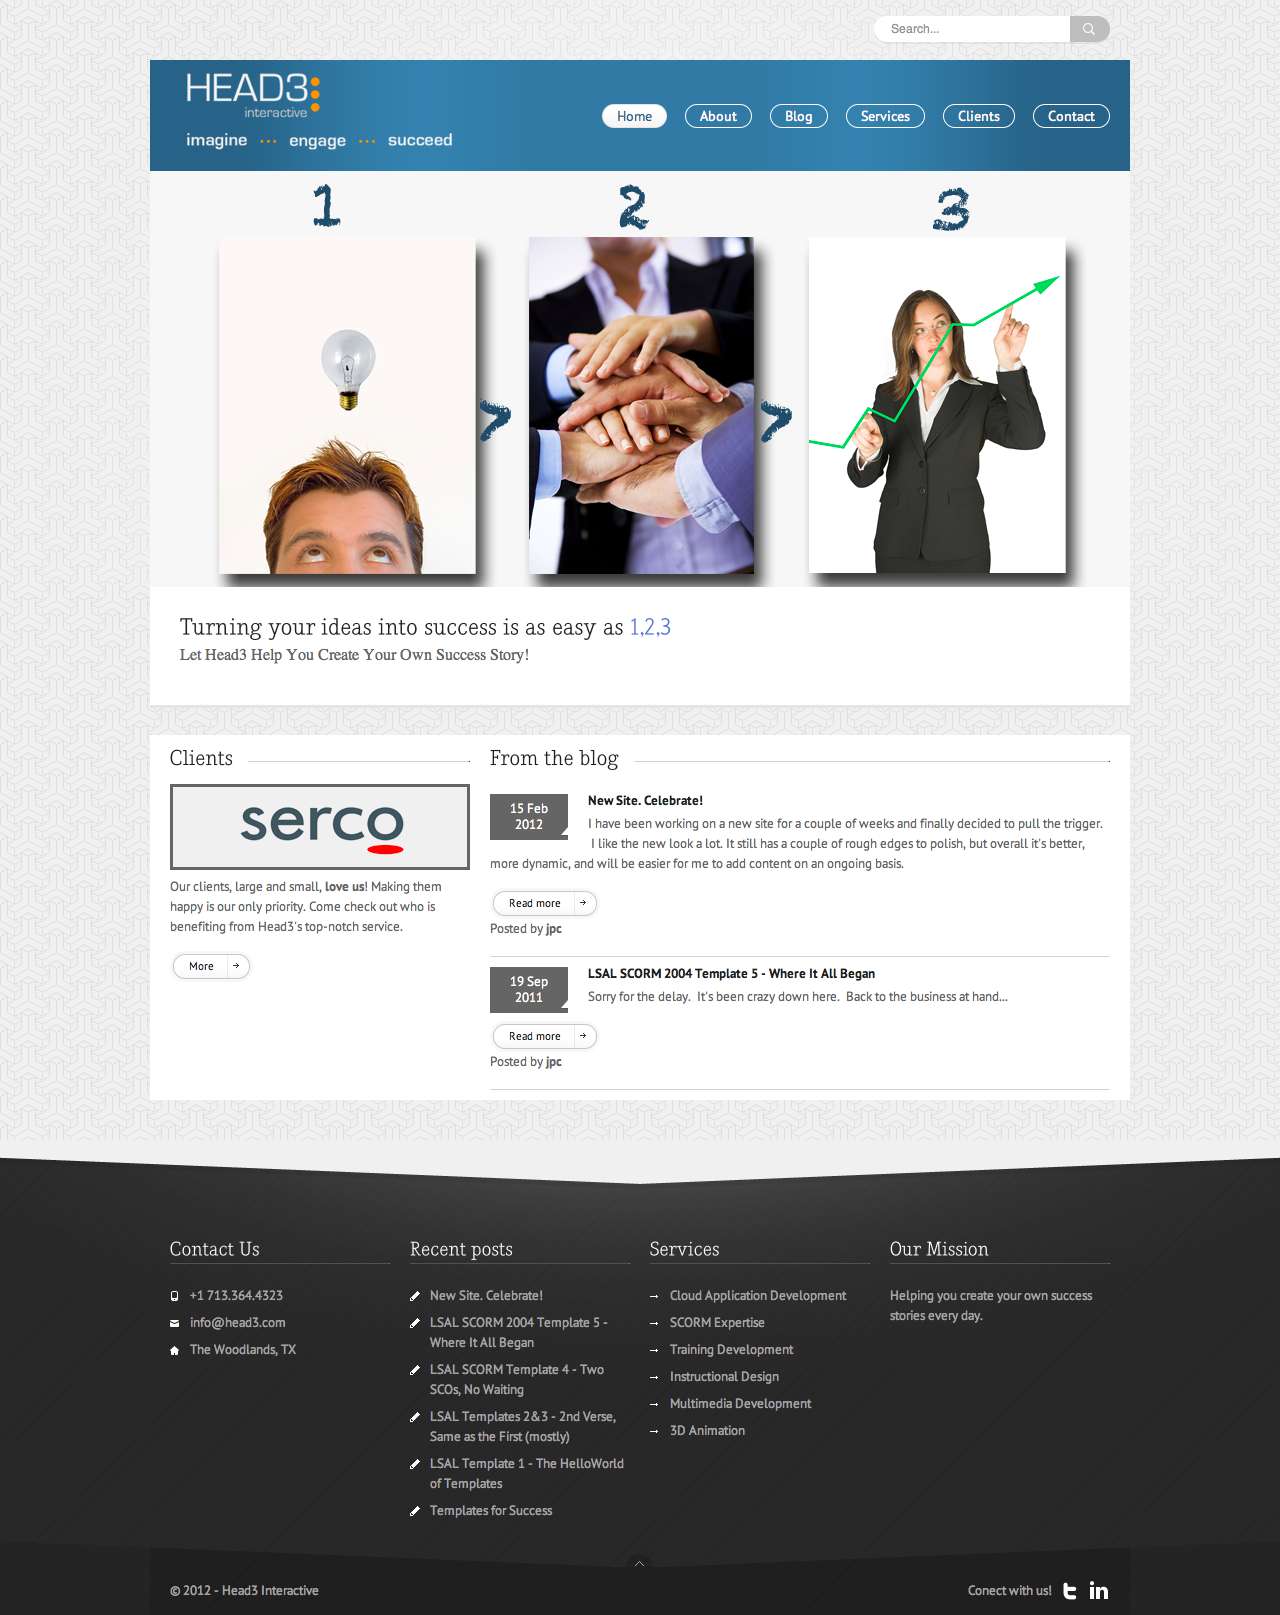 Search...
HEAD3
interactive
imagine ••• engage ••• succeed
Home About Blog Services Clients Contact
1 2 3
> >
Turning your ideas into success is as easy as 1,2,3
Let Head3 Help You Create Your Own Success Story!
Clients
serco
Our clients, large and small, love us! Making them
happy is our only priority. Come check out who is
benefiting from Head3's top-notch service.
More
From the blog
15 Feb
2012
New Site. Celebrate!
I have been working on a new site for a couple of weeks and finally decided to pull the trigger.
I like the new look a lot. It still has a couple of rough edges to polish, but overall it's better,
more dynamic, and will be easier for me to add content on an ongoing basis.
Read more
Posted by jpc
19 Sep
2011
LSAL SCORM 2004 Template 5 - Where It All Began
Sorry for the delay. It's been crazy down here. Back to the business at hand...
Read more
Posted by jpc
Contact Us
+1 713.364.4323
info@head3.com
The Woodlands, TX
Recent posts
New Site. Celebrate!
LSAL SCORM 2004 Template 5 -
Where It All Began
LSAL SCORM Template 4 - Two
SCOs, No Waiting
LSAL Templates 2&3 - 2nd Verse,
Same as the First (mostly)
LSAL Template 1 - The HelloWorld
of Templates
Templates for Success
Services
Cloud Application Development
SCORM Expertise
Training Development
Instructional Design
Multimedia Development
3D Animation
Our Mission
Helping you create your own success
stories every day.
© 2012 - Head3 Interactive
Conect with us!